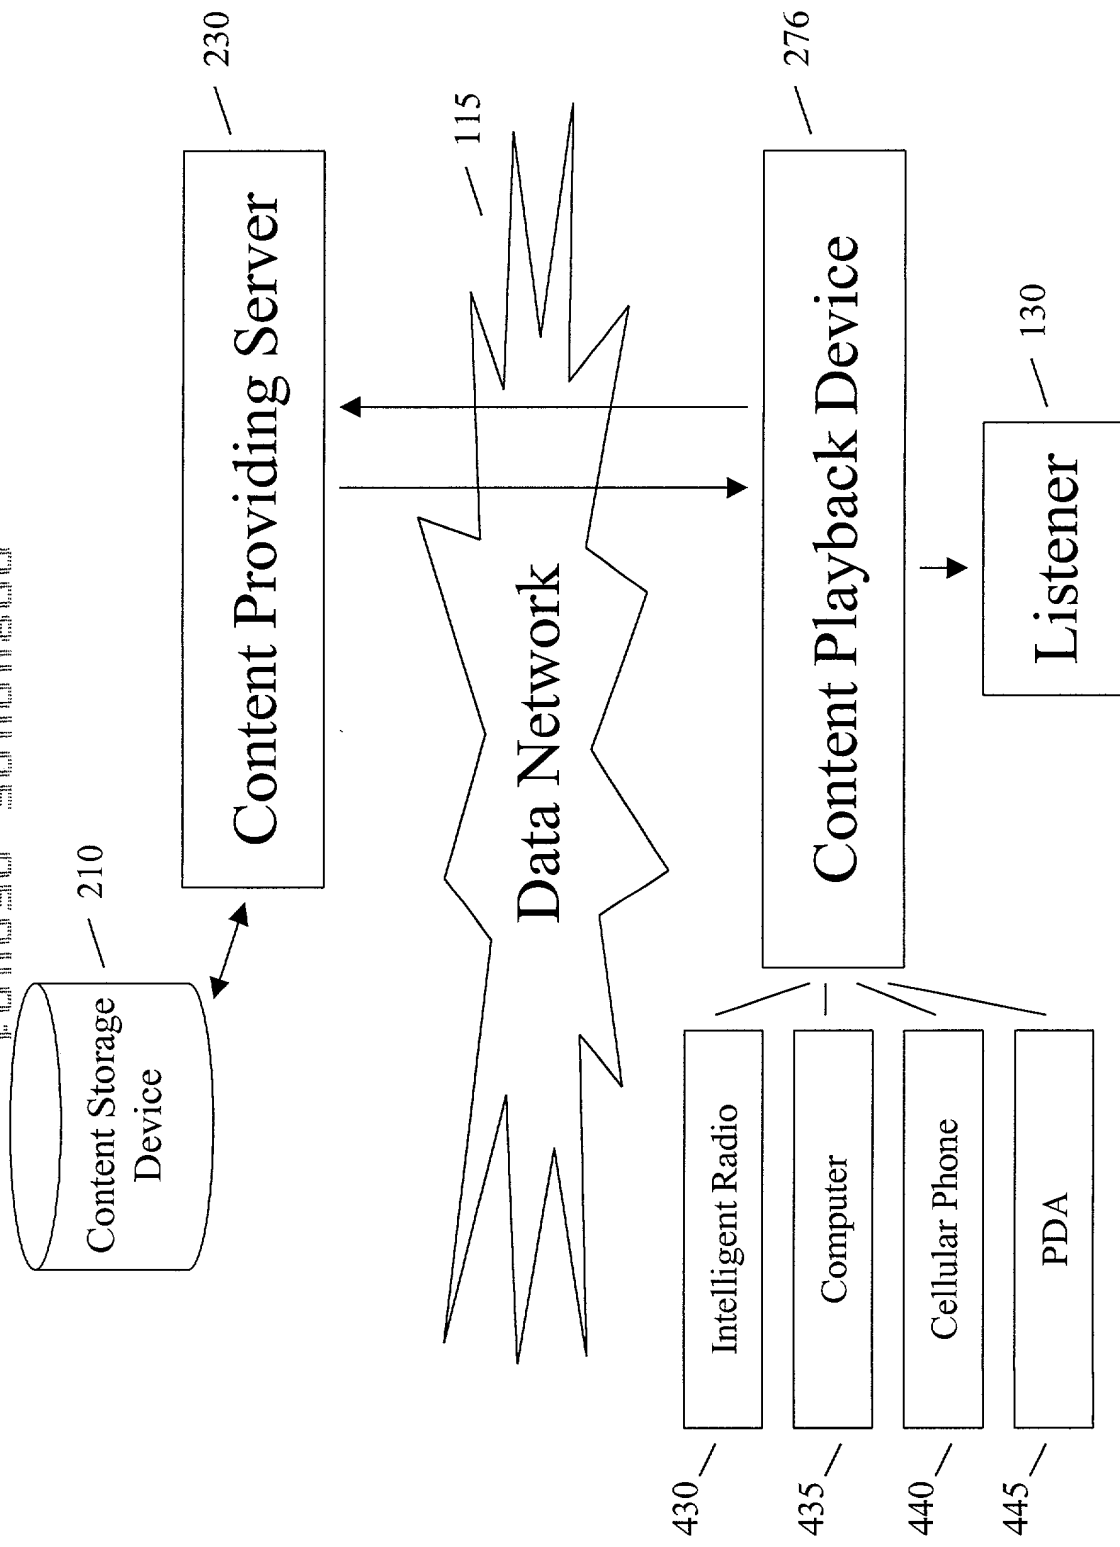 230
Content Providing Server
210
Content Storage
Device
115
Data Network
276
Content Playback Device
130
Listener
430
Intelligent Radio
435
Computer
440
Cellular Phone
445
PDA